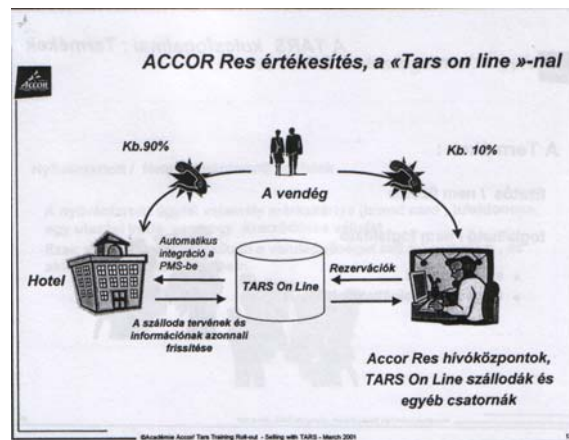 ACCOR Res értékesítés, a «Tars on line »-nal
ACCOR
Kb.90%
Kb. 10%
A vendég
Automatikus
integráció a
PMS-be
Hotel
TARS On Line
Rezervációk
A szálloda tervének és
információnak azonnali
frissítése
Accor Res hívóközpontok,
TARS On Line szállodák és
egyéb csatornák
©Académie Accor/ Tars Training Roll-out - Selling with TARS - March 2001